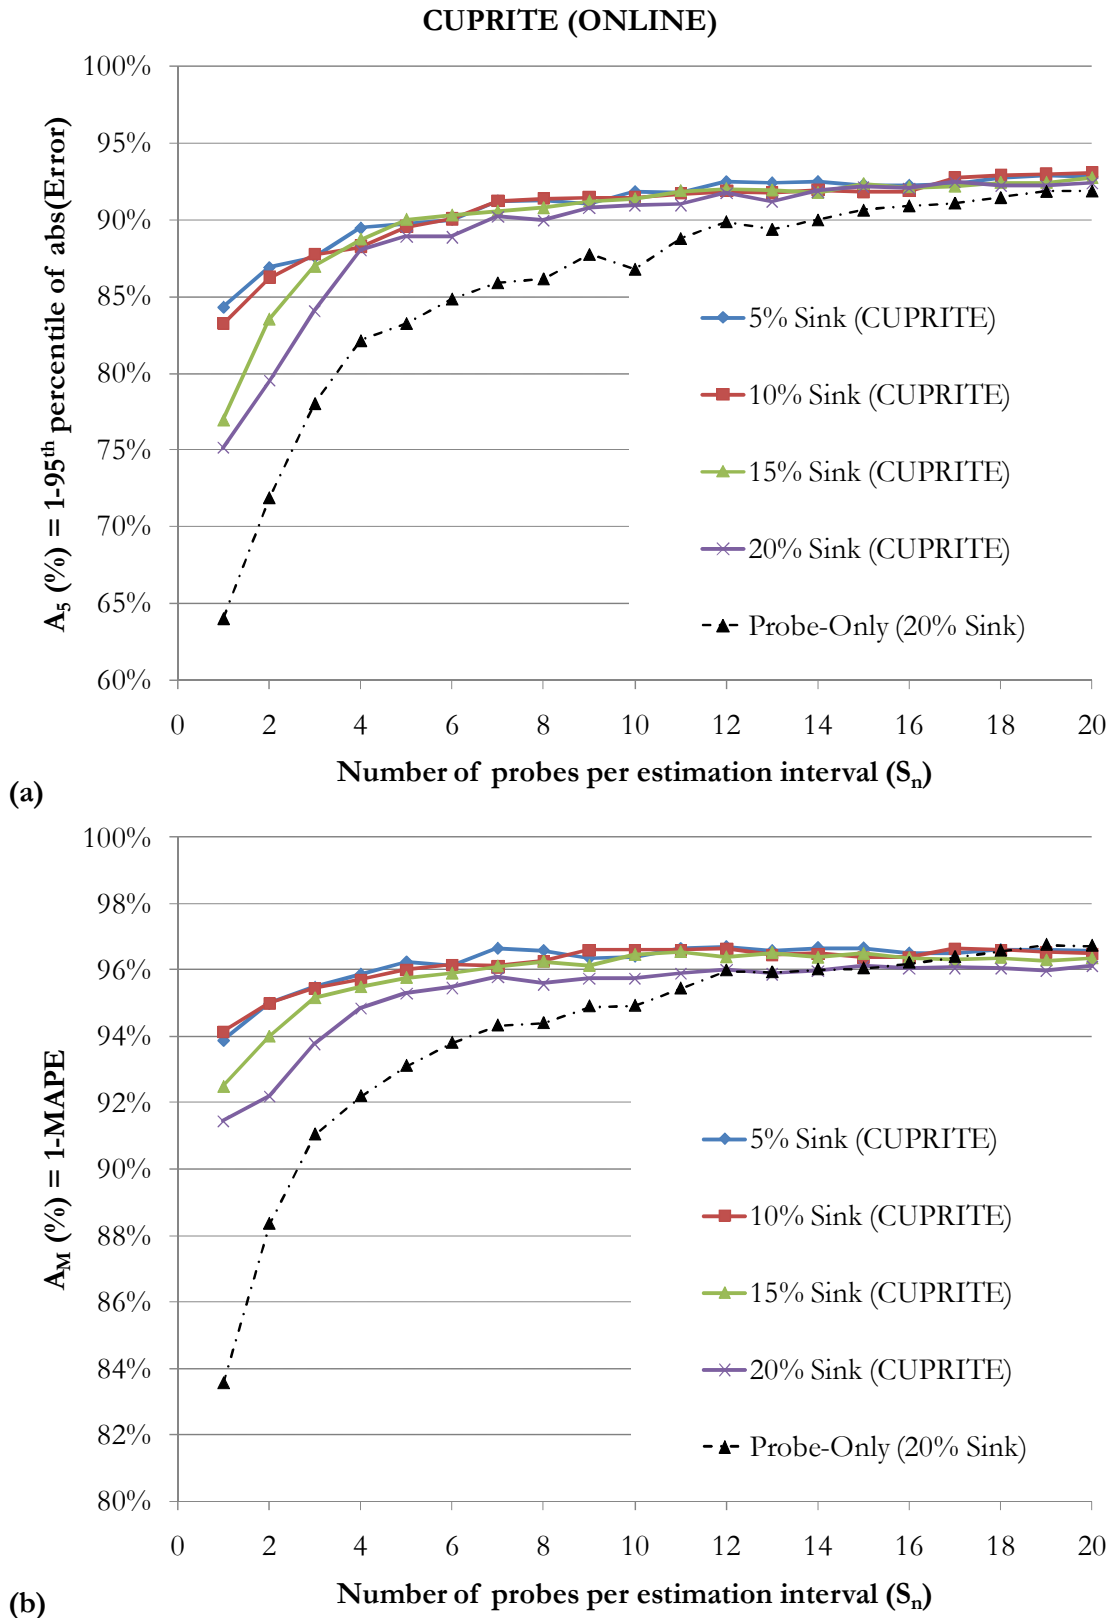 CUPRITE (ONLINE)
A5 (%) = 1-95th percentile of abs(Error)
100%
95%
90%
85%
80%
75%
70%
65%
60%
5% Sink (CUPRITE)
10% Sink (CUPRITE)
15% Sink (CUPRITE)
20% Sink (CUPRITE)
Probe-Only (20% Sink)
0 2 4 6 8 10 12 14 16 18 20
Number of probes per estimation interval (Sn)
(a)
AM (%) = 1-MAPE
100%
98%
96%
94%
92%
90%
88%
86%
84%
82%
80%
5% Sink (CUPRITE)
10% Sink (CUPRITE)
15% Sink (CUPRITE)
20% Sink (CUPRITE)
Probe-Only (20% Sink)
0 2 4 6 8 10 12 14 16 18 20
Number of probes per estimation interval (Sn)
(b)